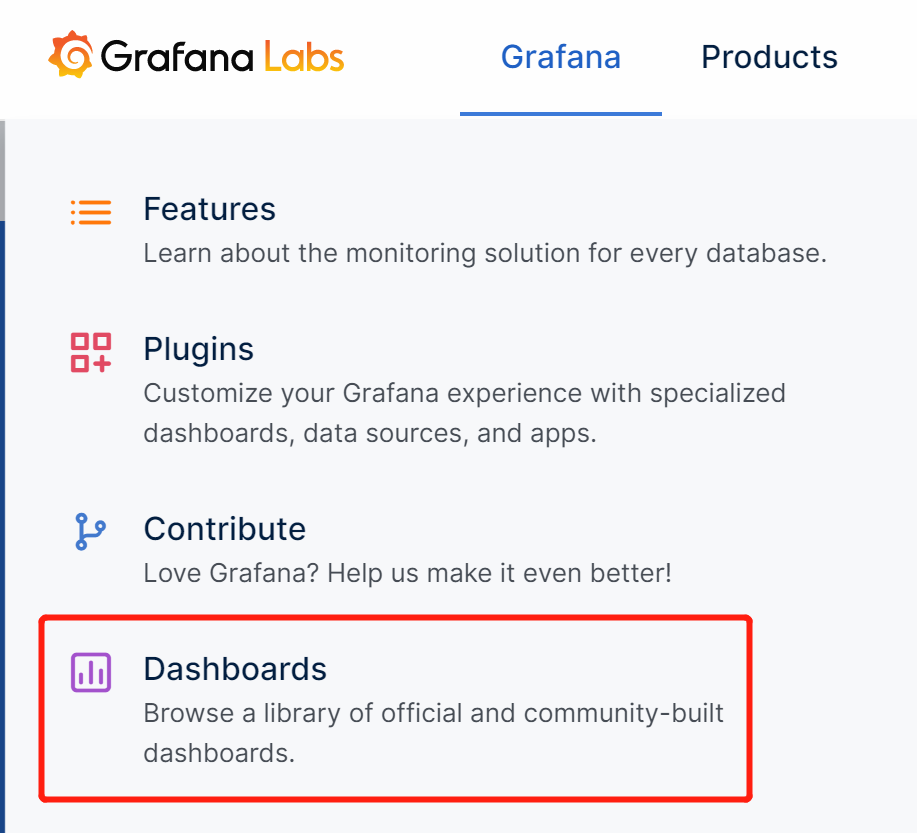 Grafana Labs
Grafana
Products
Features
Learn about the monitoring solution for every database.
Plugins
Customize your Grafana experience with specialized
dashboards, data sources, and apps.
Contribute
Love Grafana? Help us make it even better!
Dashboards
Browse a library of official and community-built
dashboards.